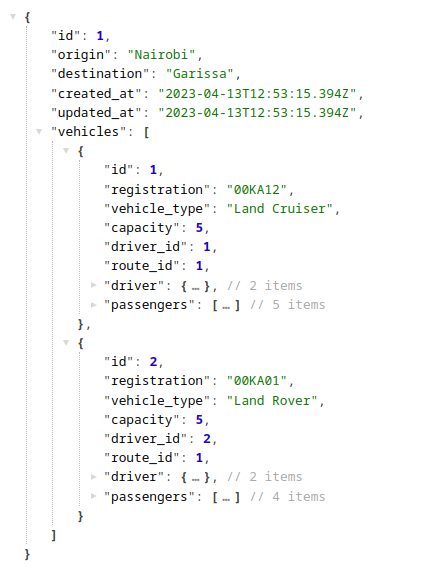 {
"id": 1,
"origin": "Nairobi",
"destination": "Garissa",
"created_at": "2023-04-13T12:53:15.394Z",
"updated_at": "2023-04-13T12:53:15.394Z",
"vehicles": [
{
"id": 1,
"registration": "00KA12",
"vehicle_type": "Land Cruiser",
"capacity": 5,
"driver_id": 1,
"route_id": 1,
"driver": { … }, // 2 items
"passengers": [ … ] // 5 items
},
{
"id": 2,
"registration": "00KA01",
"vehicle_type": "Land Rover",
"capacity": 5,
"driver_id": 2,
"route_id": 1,
"driver": { … }, // 2 items
"passengers": [ … ] // 4 items
}
]
}